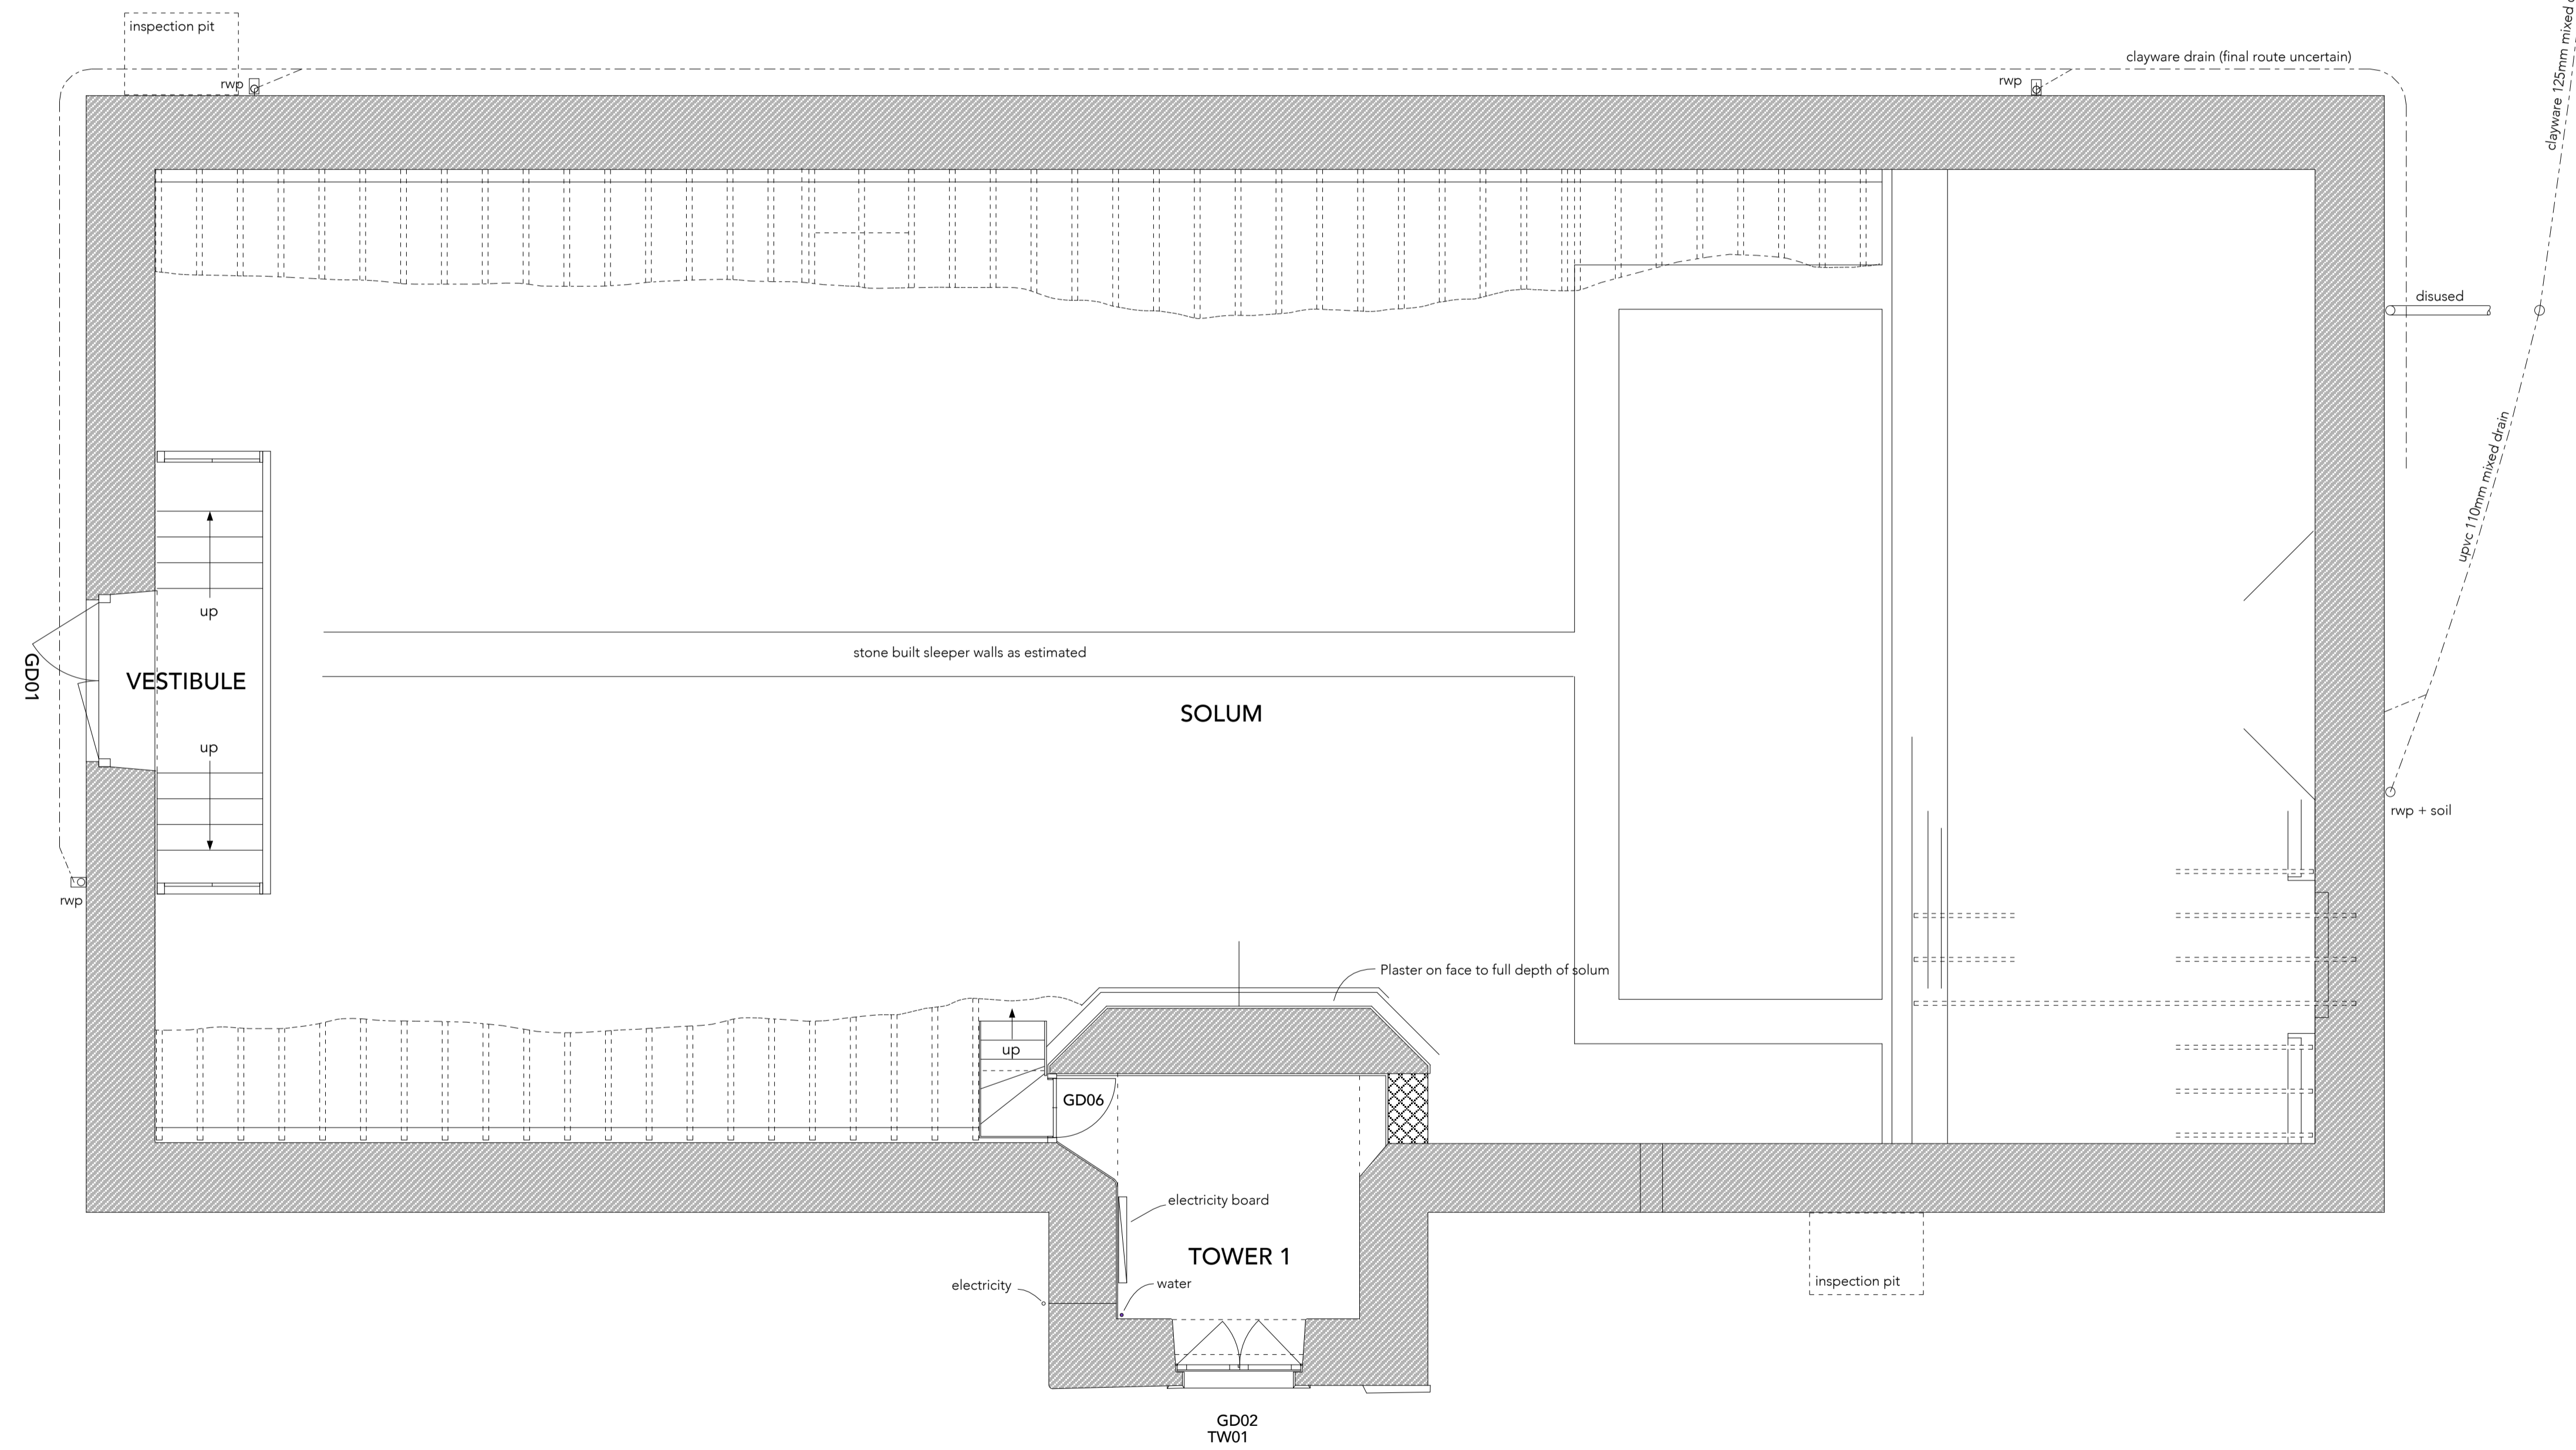 inspection pit
clayware drain (final route uncertain)
clayware 125mm mixed
rwp
rwp
disused
upvc 110mm mixed drain
up
stone built sleeper walls as estimated
GD01
VESTIBULE
SOLUM
up
rwp + soil
rwp
Plaster on face to full depth of solum
up
GD06
electricity board
TOWER 1
electricity
water
inspection pit
GD02
TW01